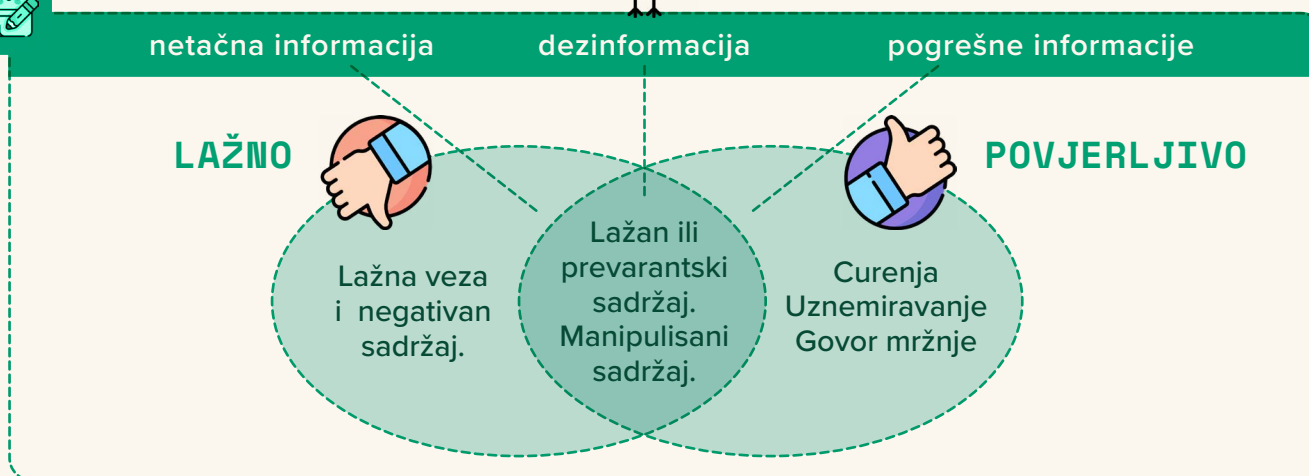 netačna informacija
dezinformacija
pogrešne informacije
LAŽNO
POVJERLJIVO
Lažna veza
i negativan
sadržaj.
Lažan ili
prevarantski
sadržaj.
Manipulisani
sadržaj.
Curenja
Uznemiravanje
Govor mržnje